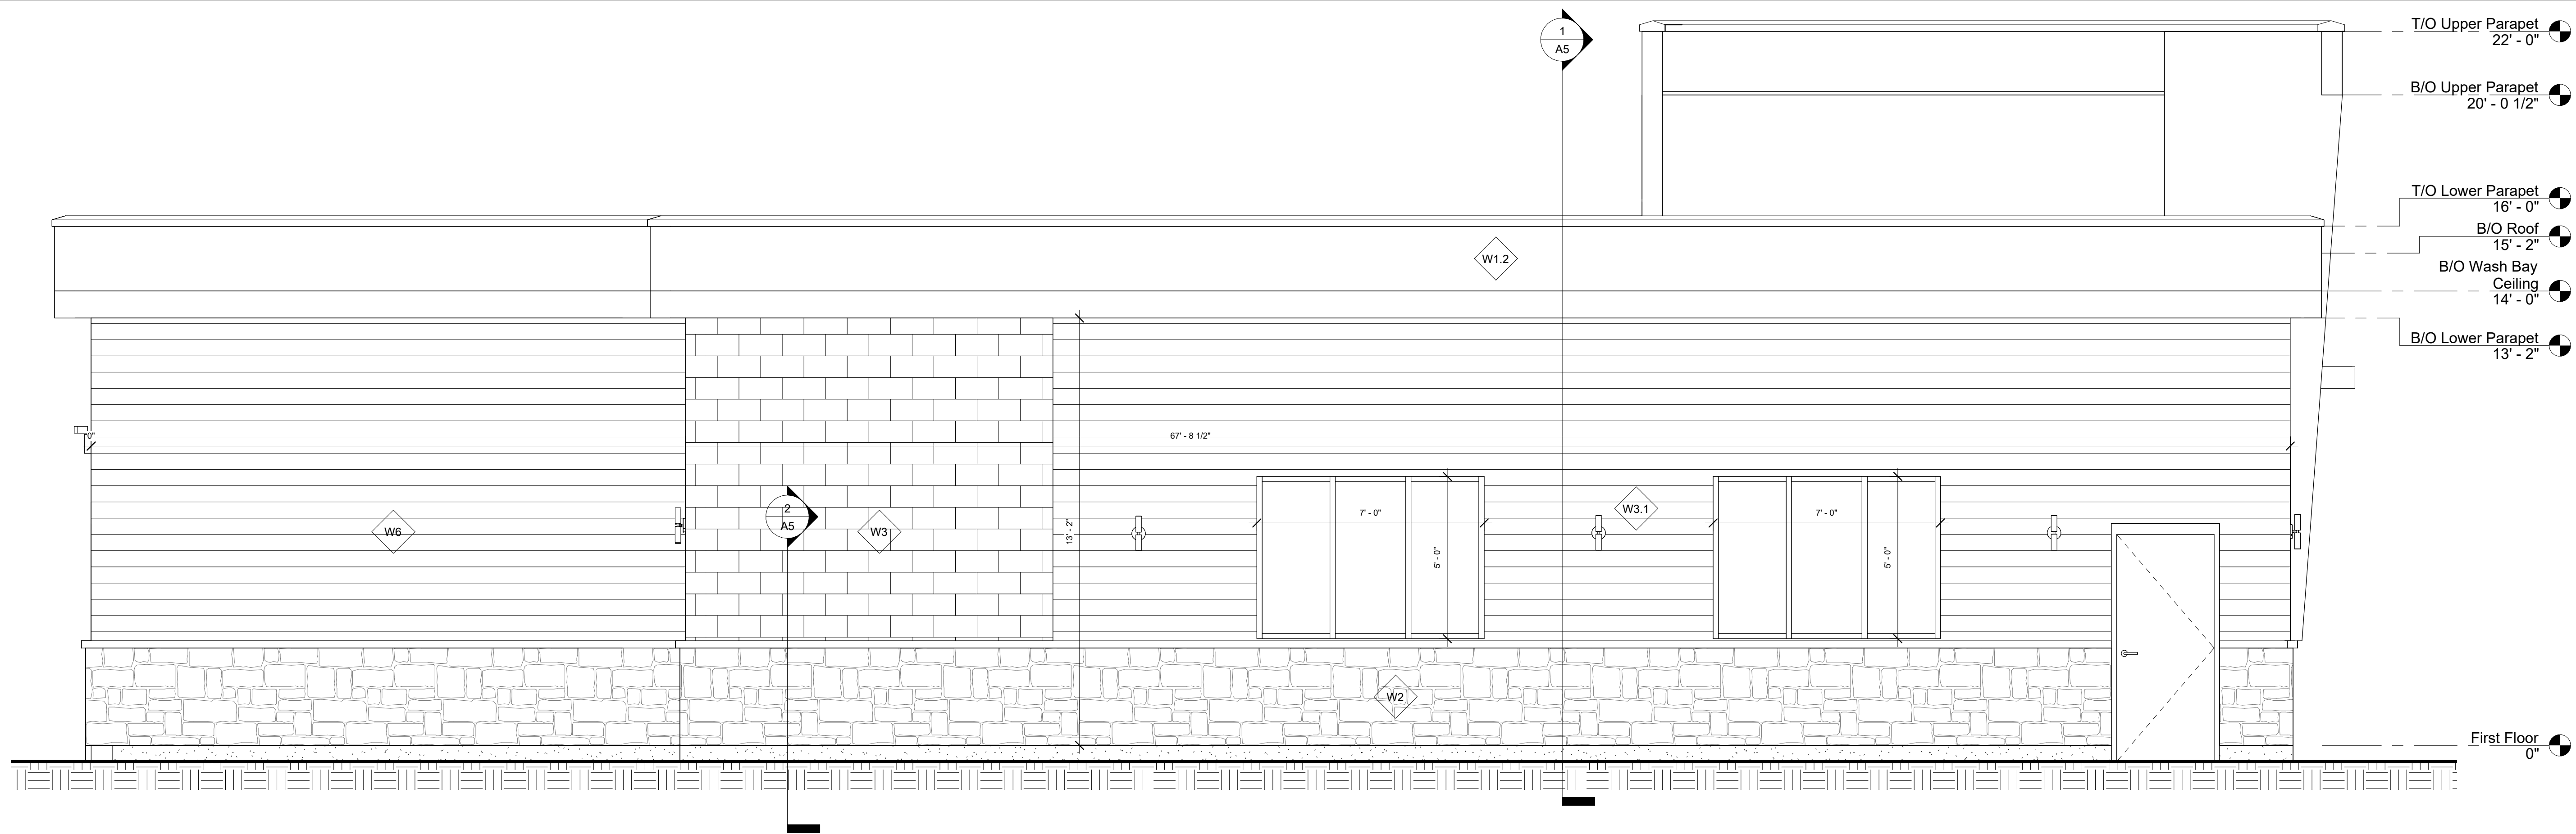 1
A5
T/O Upper Parapet
22' - 0"
B/O Upper Parapet
20' - 0 1/2"
T/O Lower Parapet
16' - 0"
B/O Roof
15' - 2"
B/O Wash Bay
Ceiling
14' - 0"
B/O Lower Parapet
13' - 2"
W1.2
0"
67' - 8 1/2"
W6
2
A5
W3
13' - 2"
7' - 0"
5' - 0"
W3.1
7' - 0"
5' - 0"
W2
First Floor
0"